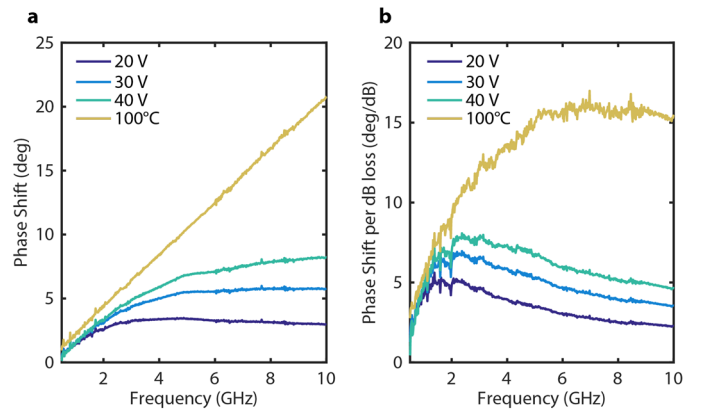 a
Phase Shift (deg)
25
20
15
10
5
0
20 V
30 V
40 V
100°C
2
4
6
8
10
Frequency (GHz)
b
Phase Shift per dB loss (deg/dB)
20
15
10
5
0
20 V
30 V
40 V
100°C
2
4
6
8
10
Frequency (GHz)